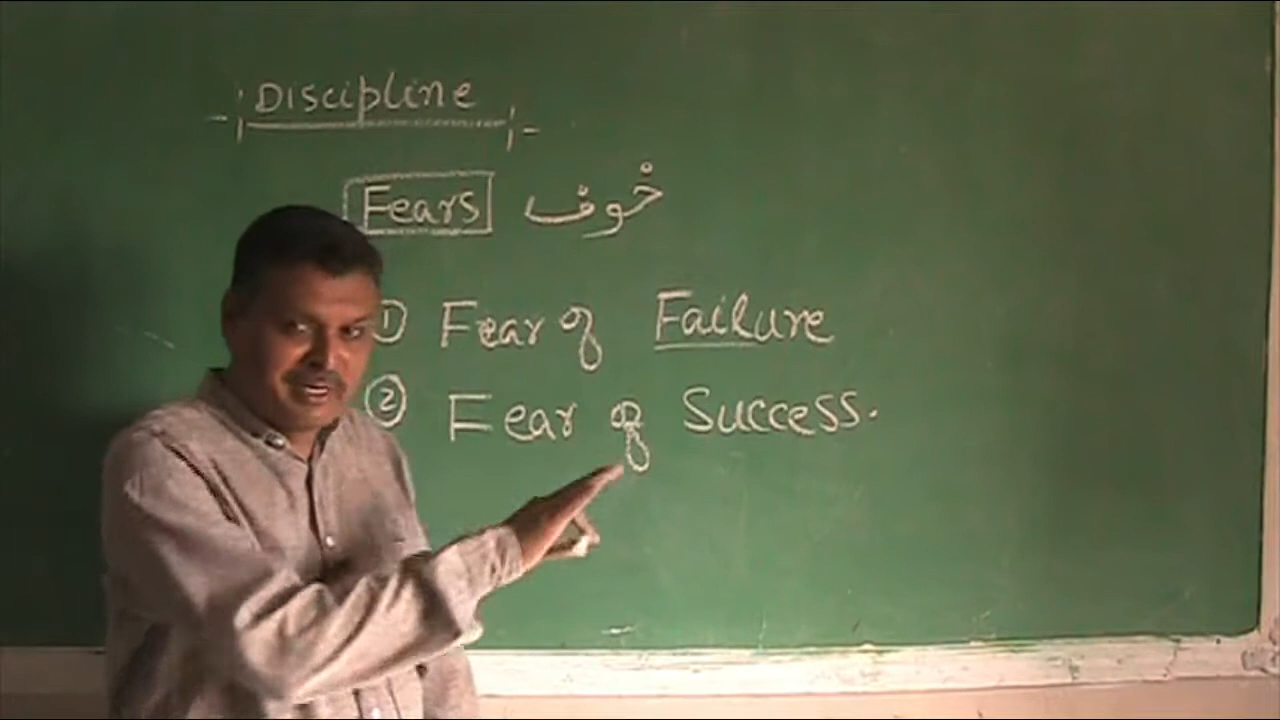 Discipline
Fears خوف
① Fear of Failure
② Fear of Success.